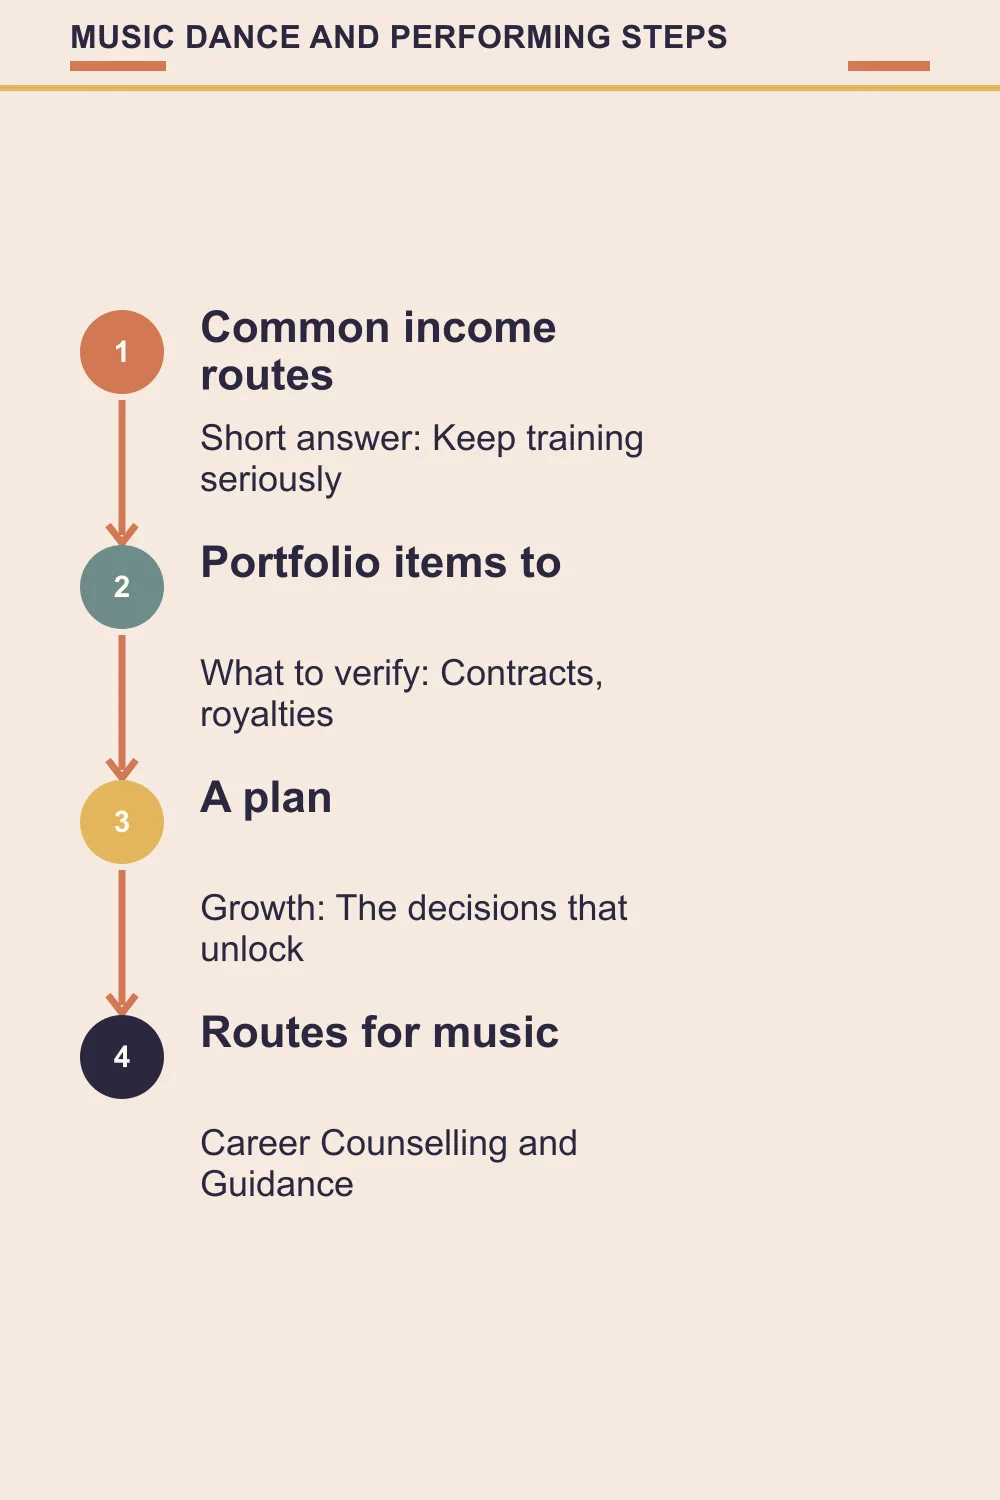 MUSIC DANCE AND PERFORMING STEPS
1
Common income
routes
Short answer: Keep training
seriously
2
Portfolio items to
What to verify: Contracts,
royalties
3
A plan
Growth: The decisions that
unlock
4
Routes for music
Career Counselling and
Guidance